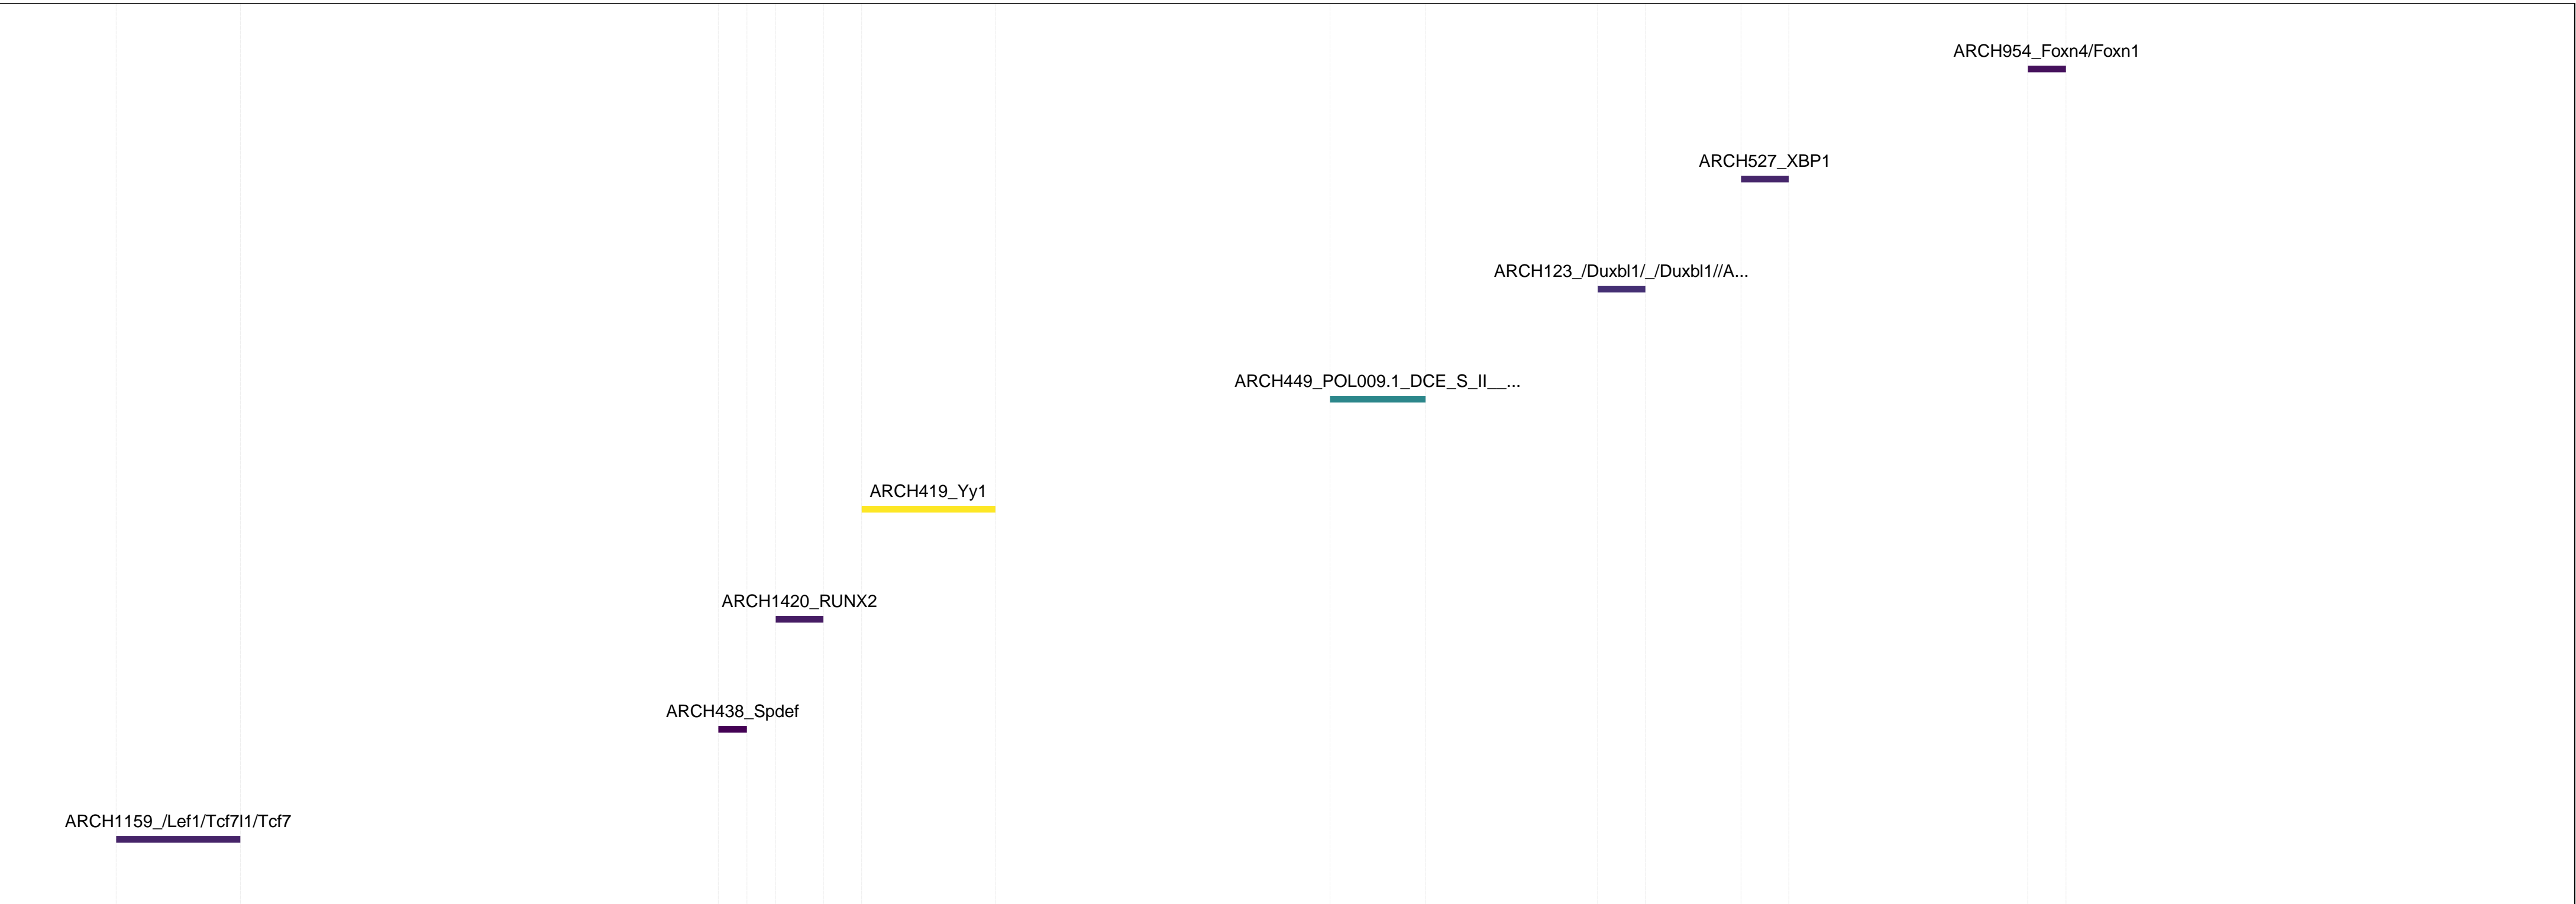 ARCH954_Foxn4/Foxn1
ARCH527_XBP1
ARCH123_/Duxbl1/_/Duxbl1//A...
ARCH449_POL009.1_DCE_S_II__...
ARCH419_Yy1
ARCH1420_RUNX2
ARCH438_Spdef
ARCH1159_/Lef1/Tcf7l1/Tcf7